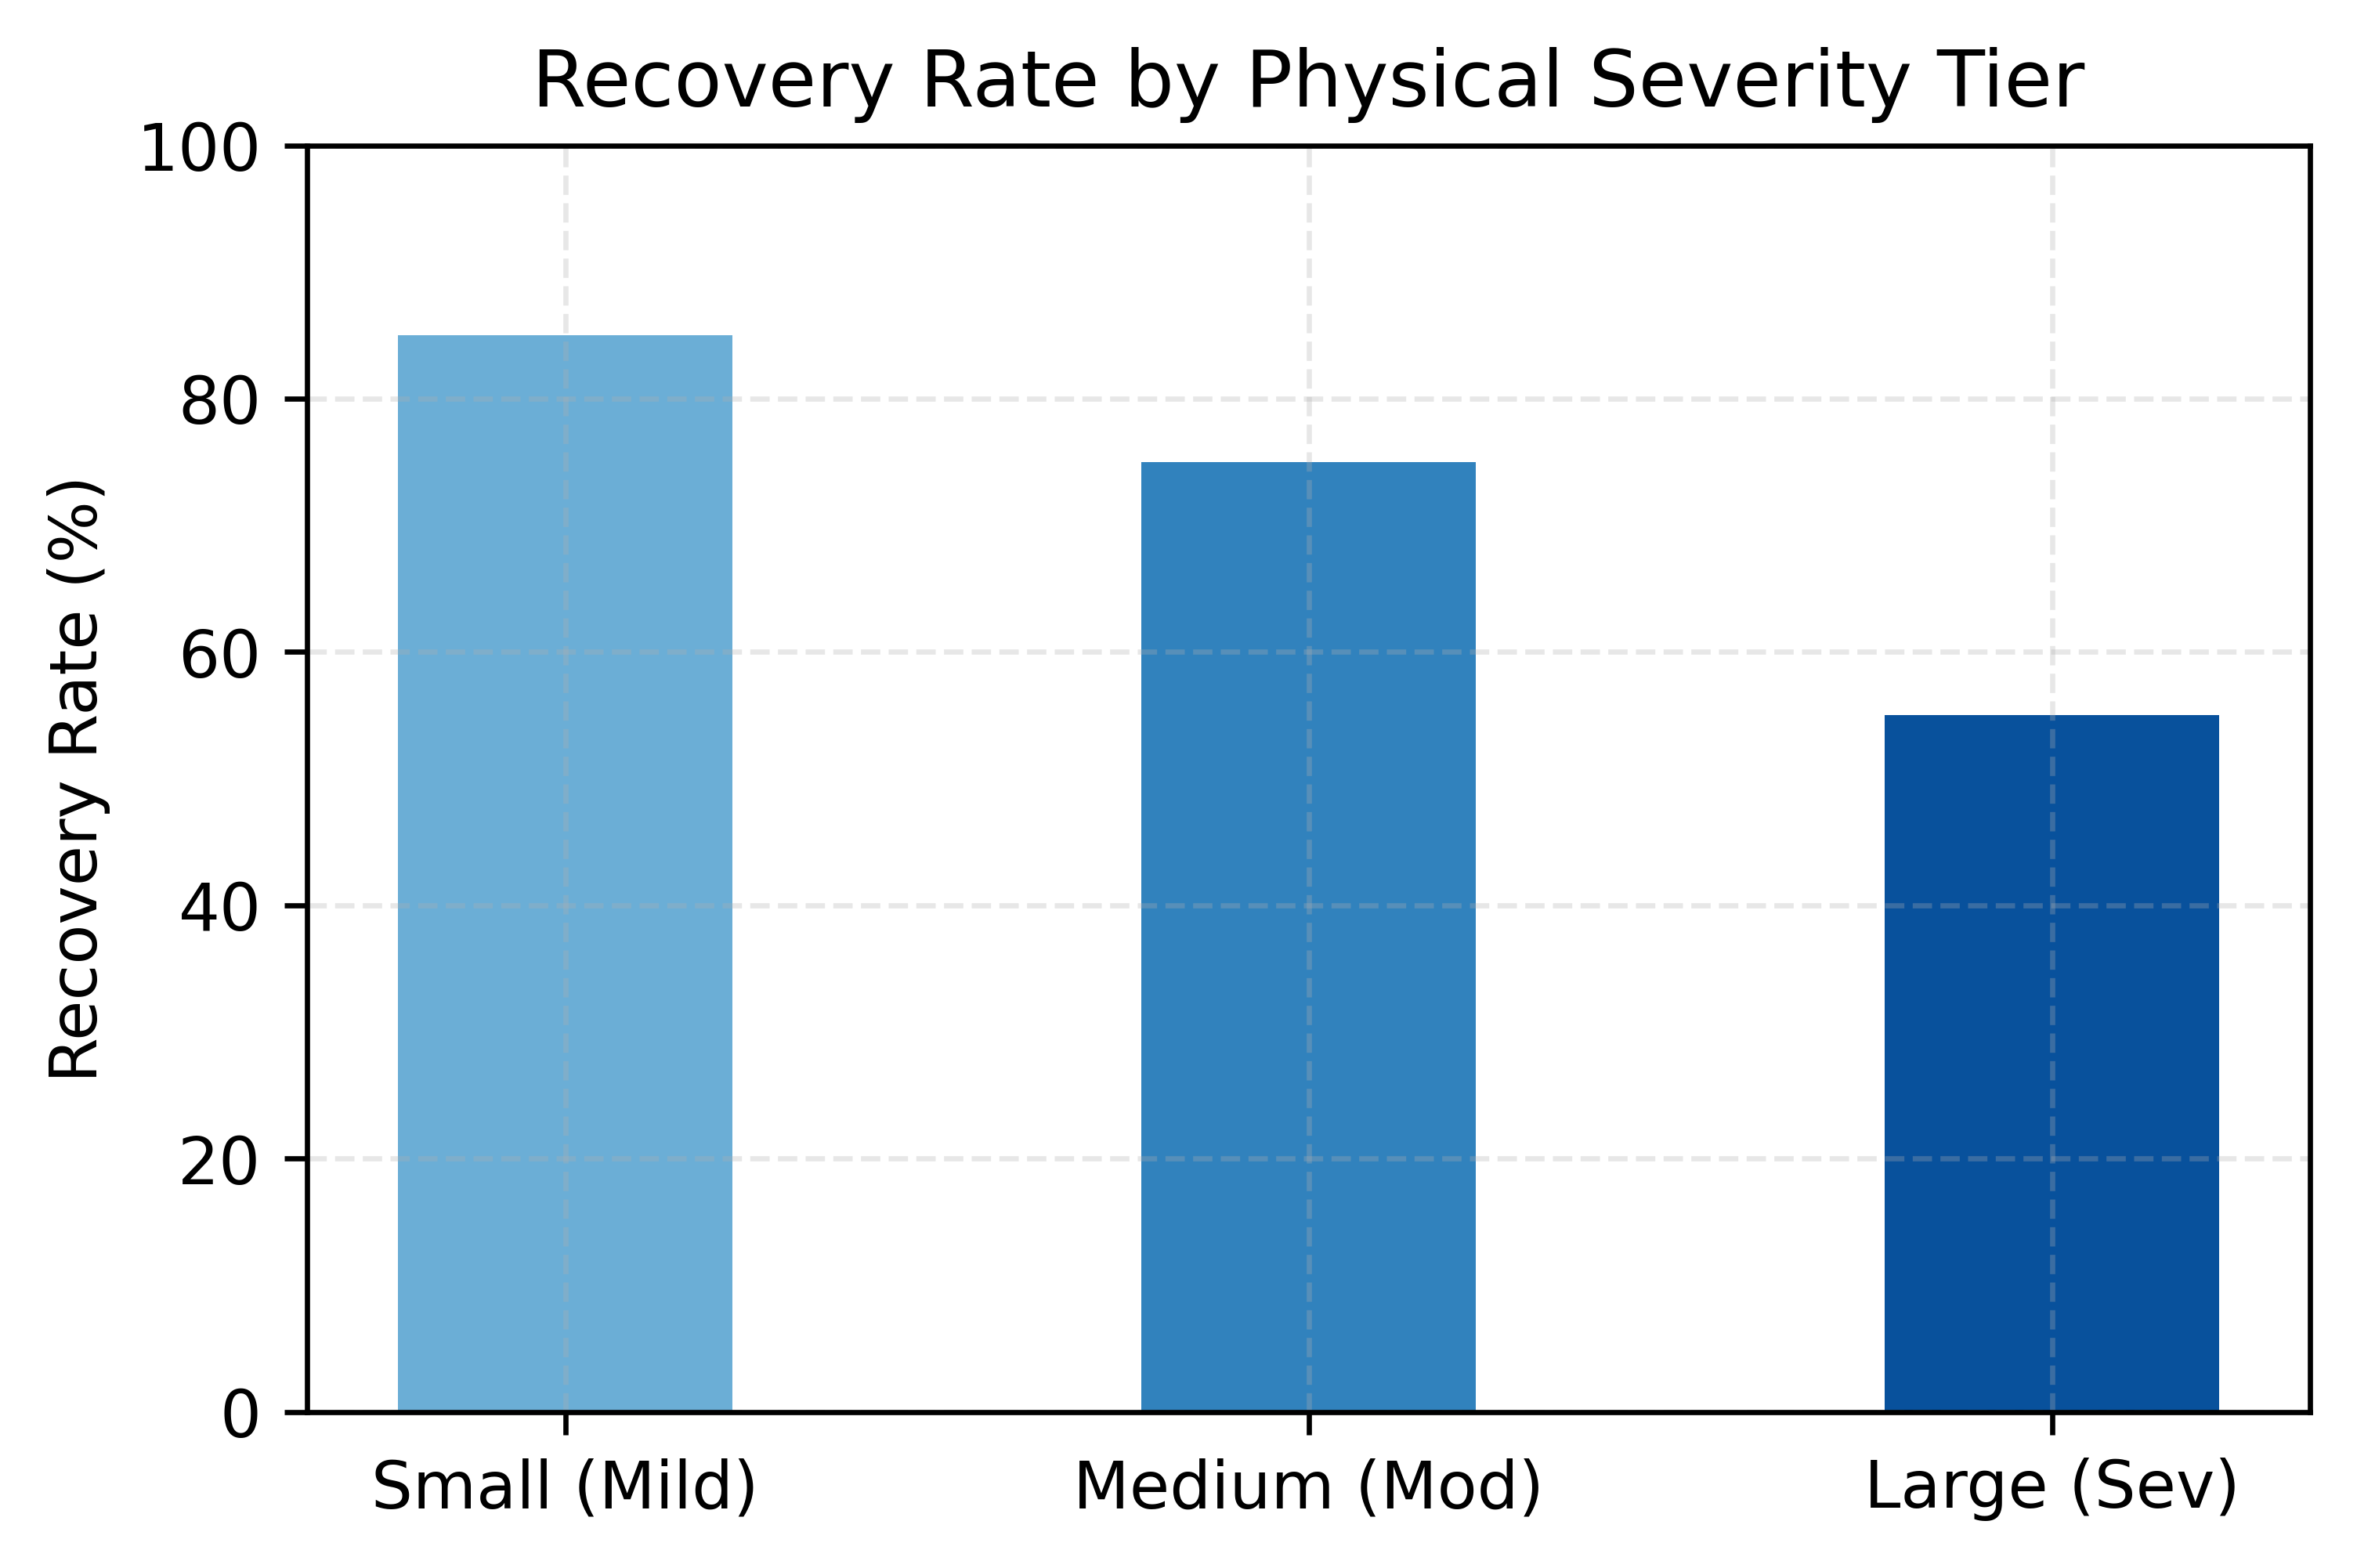 Recovery Rate by Physical Severity Tier
100
80
60
40
20
0
Recovery Rate (%)
Small (Mild)
Medium (Mod)
Large (Sev)